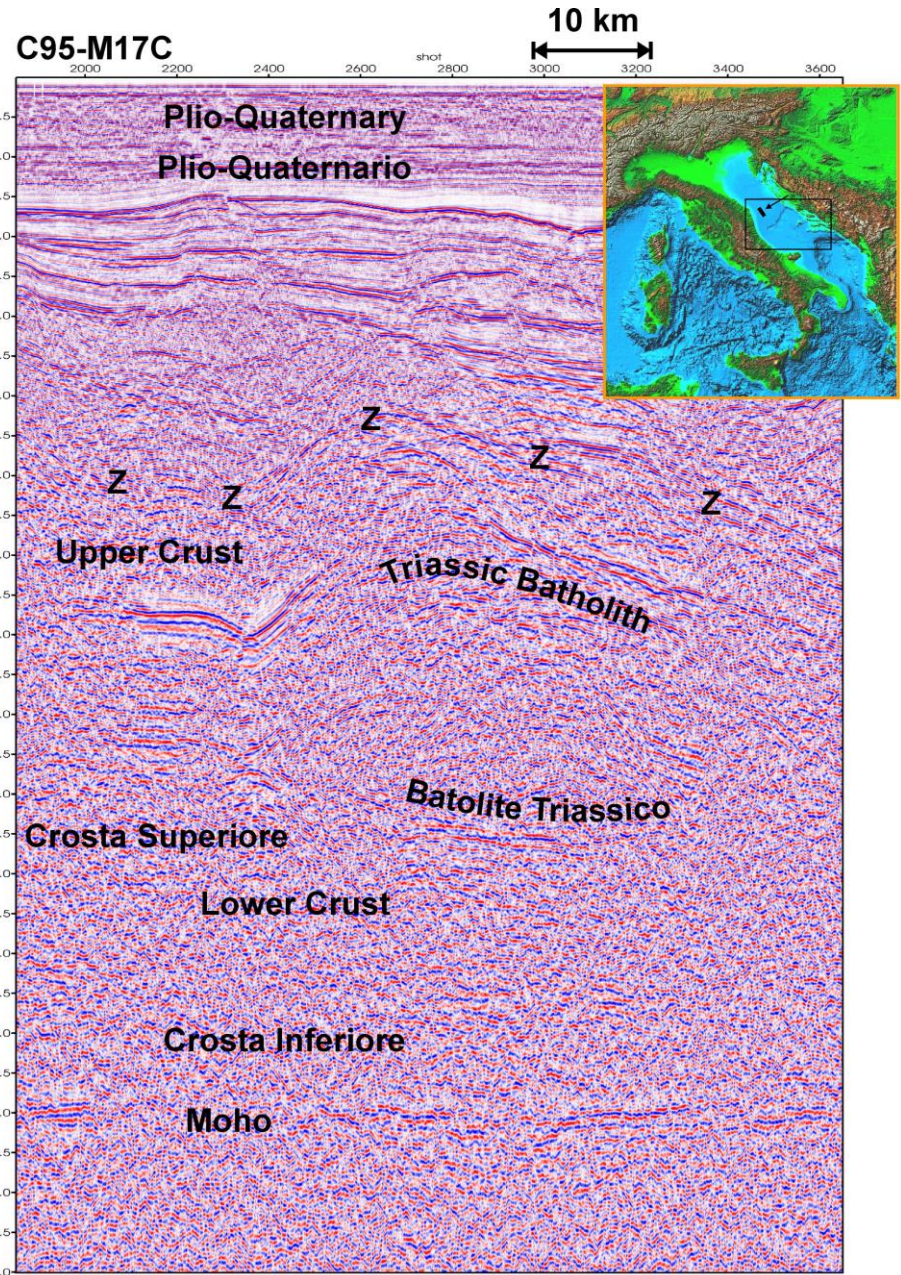 10 km
C95-M17C
shot
2000 2200 2400 2600 2800 3000 3200 3400 3600
Plio-Quaternary
Plio-Quaternario
Z
Z
Z
Z
Z
Upper Crust
Triassic Batholith
Batolite Triassico
Crosta Superiore
Lower Crust
Crosta Inferiore
Moho